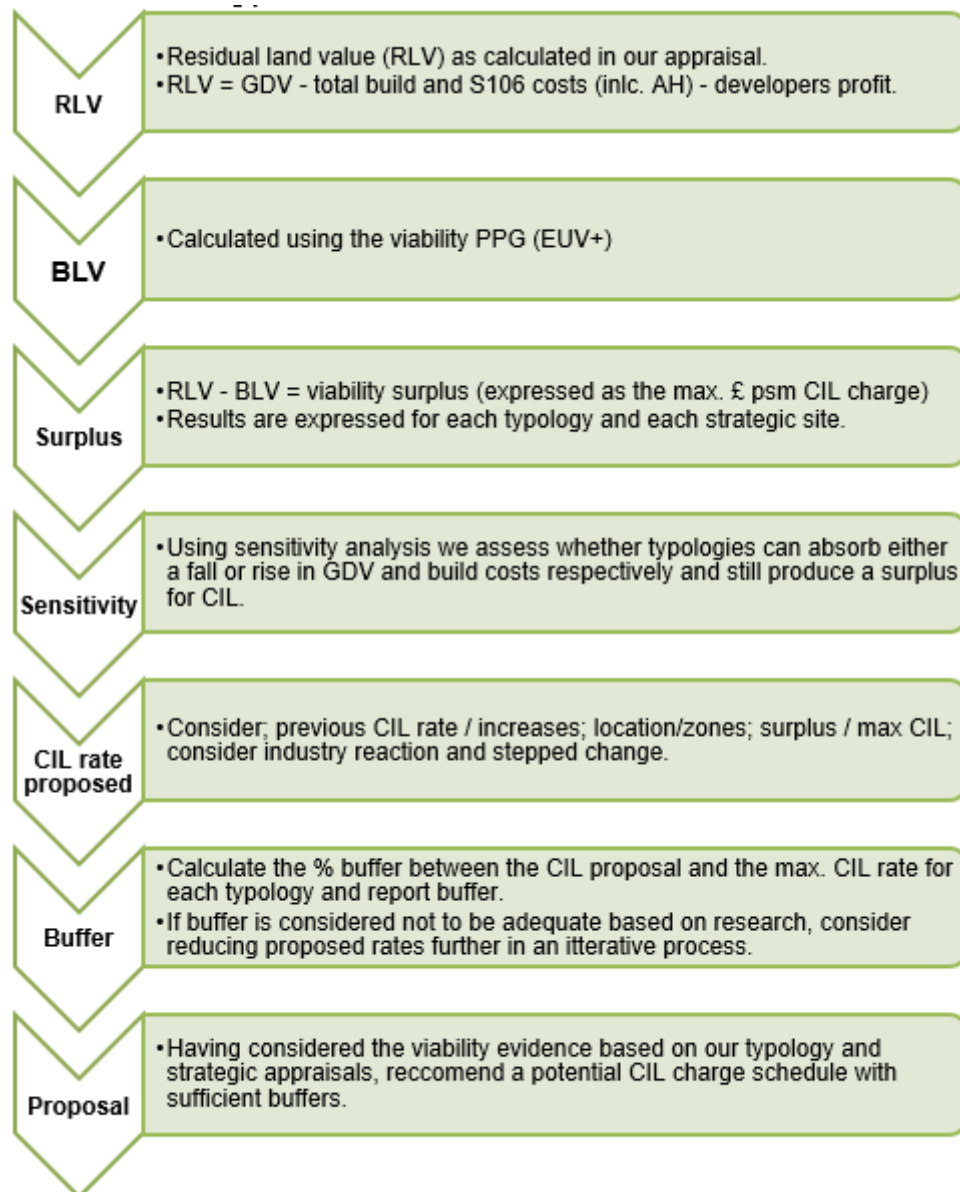 RLV
•Residual land value (RLV) as calculated in our appraisal.
•RLV = GDV - total build and S106 costs (inlc. AH) - developers profit.
BLV
•Calculated using the viability PPG (EUV+)
Surplus
•RLV - BLV = viability surplus (expressed as the max. £ psm CIL charge)
•Results are expressed for each typology and each strategic site.
Sensitivity
•Using sensitivity analysis we assess whether typologies can absorb either
a fall or rise in GDV and build costs respectively and still produce a surplus
for CIL.
CIL rate
proposed
•Consider; previous CIL rate / increases; location/zones; surplus / max CIL;
consider industry reaction and stepped change.
Buffer
•Calculate the % buffer between the CIL proposal and the max. CIL rate for
each typology and report buffer.
•If buffer is considered not to be adequate based on research, consider
reducing proposed rates further in an itterative process.
Proposal
•Having considered the viability evidence based on our typology and
strategic appraisals, reccomend a potential CIL charge schedule with
sufficient buffers.